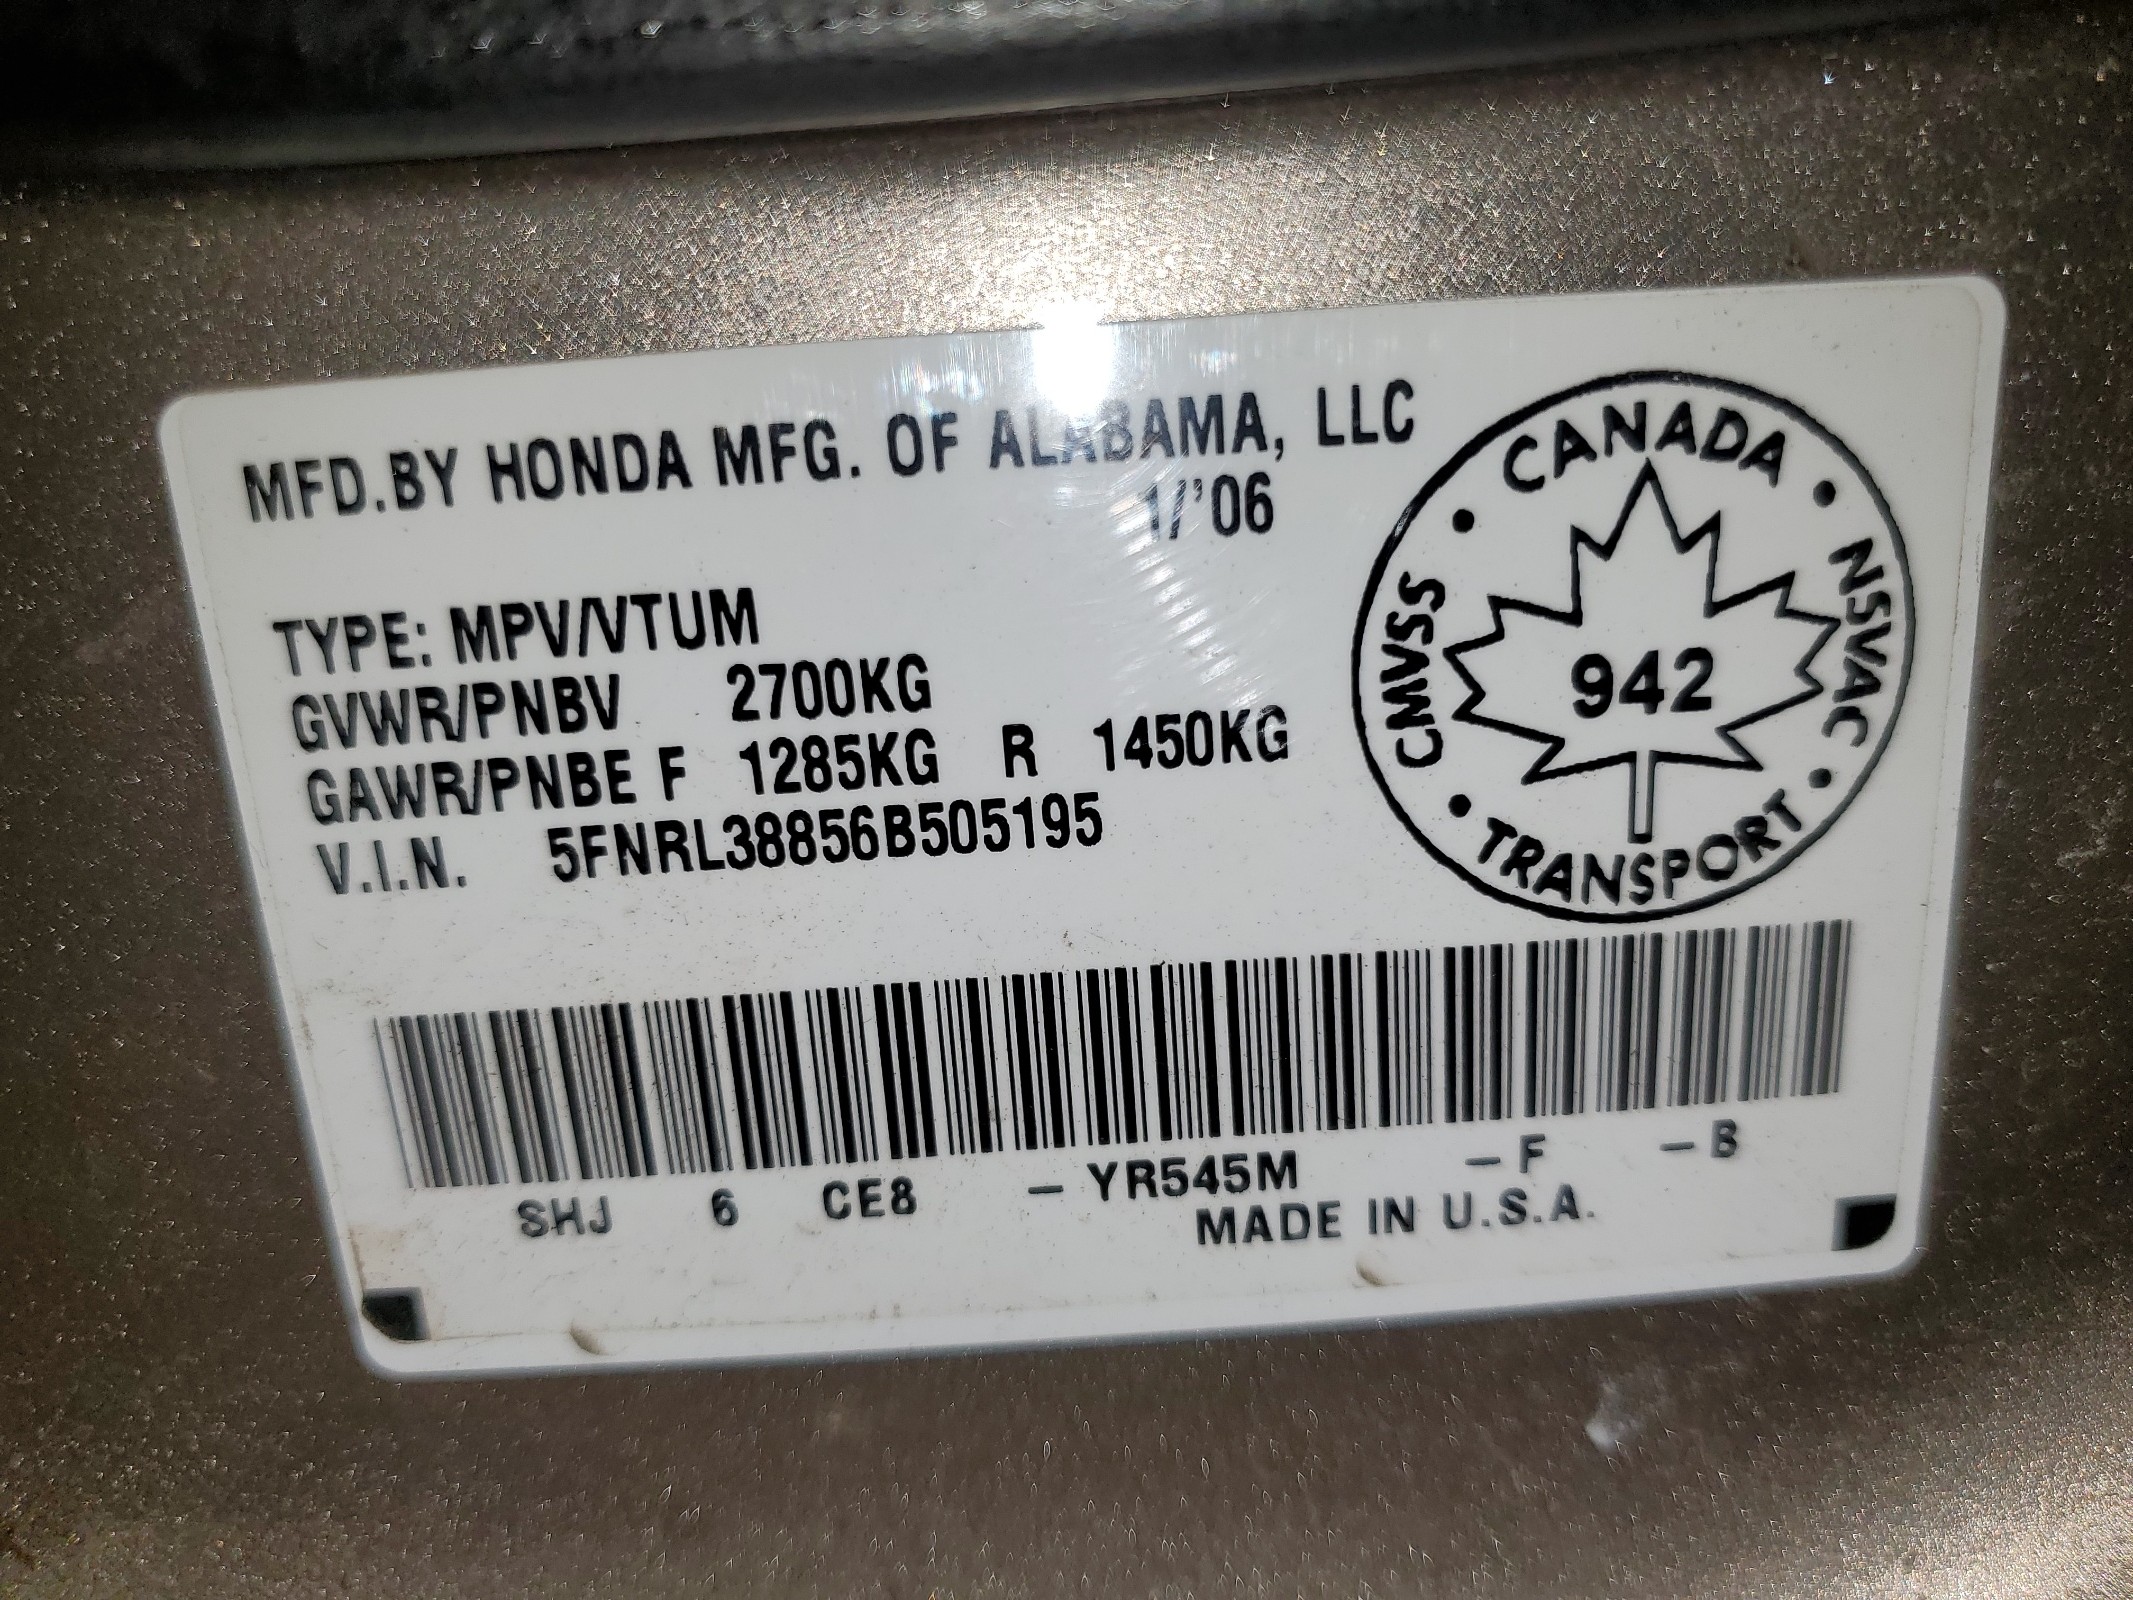 MFD.BY HONDA MFG. OF ALABAMA, LLC
1/'06
TYPE: MPV/VTUM
GVWR/PNBV 2700KG
GAWR/PNBE F 1285KG R 1450KG
V.I.N. 5FNRL38856B505195
CANADA
NSVAC
TRANSPORT
CMVSS
942
SHJ 6 CE8 – YR545M – F – B
MADE IN U.S.A.